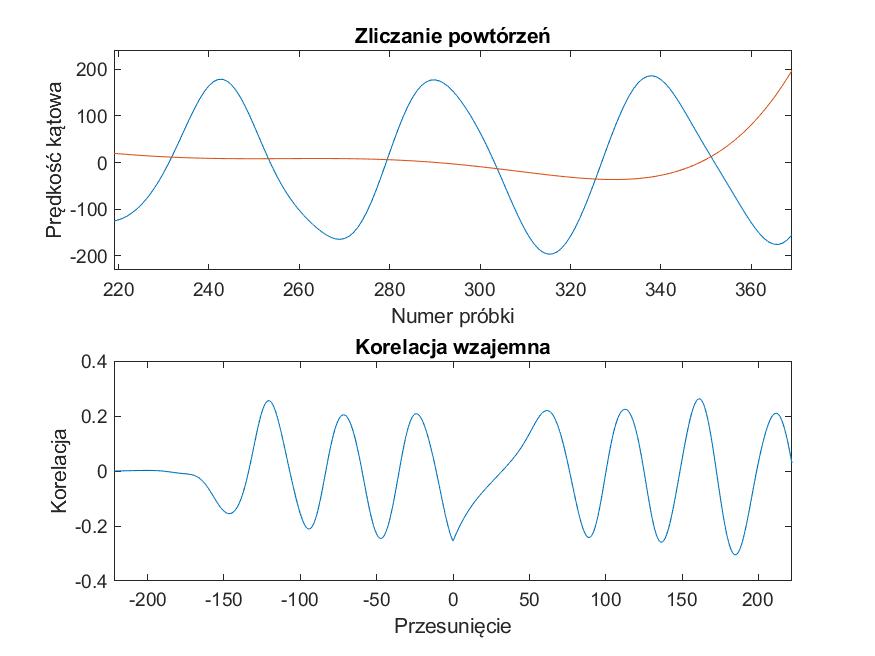 Zliczanie powtórzeń
Prędkość kątowa
200
100
0
-100
-200
220 240 260 280 300 320 340 360
Numer próbki
Korelacja wzajemna
Korelacja
0.4
0.2
0
-0.2
-0.4
-200 -150 -100 -50 0 50 100 150 200
Przesunięcie